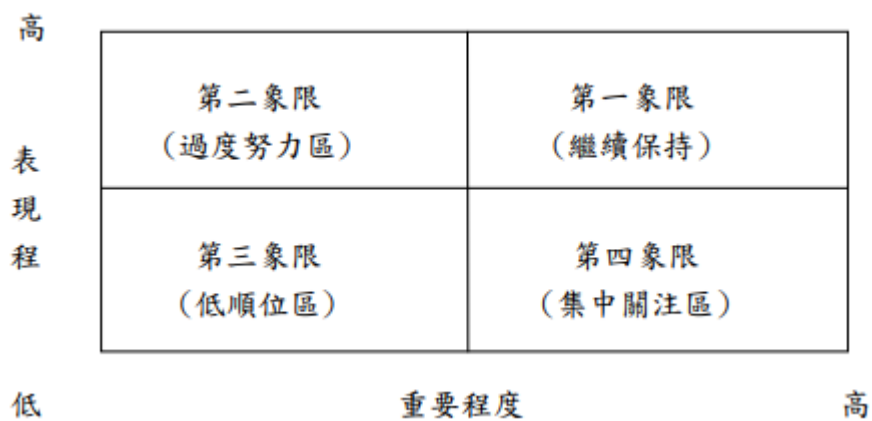 高
第二象限
(過度努力區)
第一象限
(繼續保持)
表
現
程
第三象限
(低順位區)
第四象限
(集中關注區)
低
重要程度
高